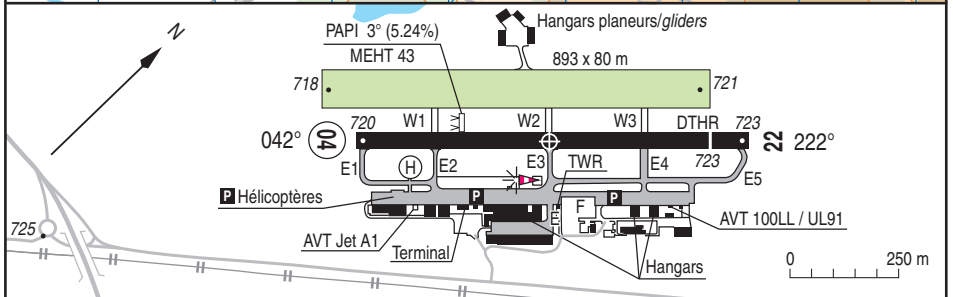 N
PAPI 3° (5.24%)
MEHT 43
Hangars planeurs/gliders
893 x 80 m
718
721
042°
04
720
W1
W2
W3
DTHR
723
22
222°
E1
H
E2
E3
TWR
E4
723
E5
P Hélicoptères
P
P
F
725
AVT Jet A1
Terminal
AVT 100LL / UL91
Hangars
0
250 m